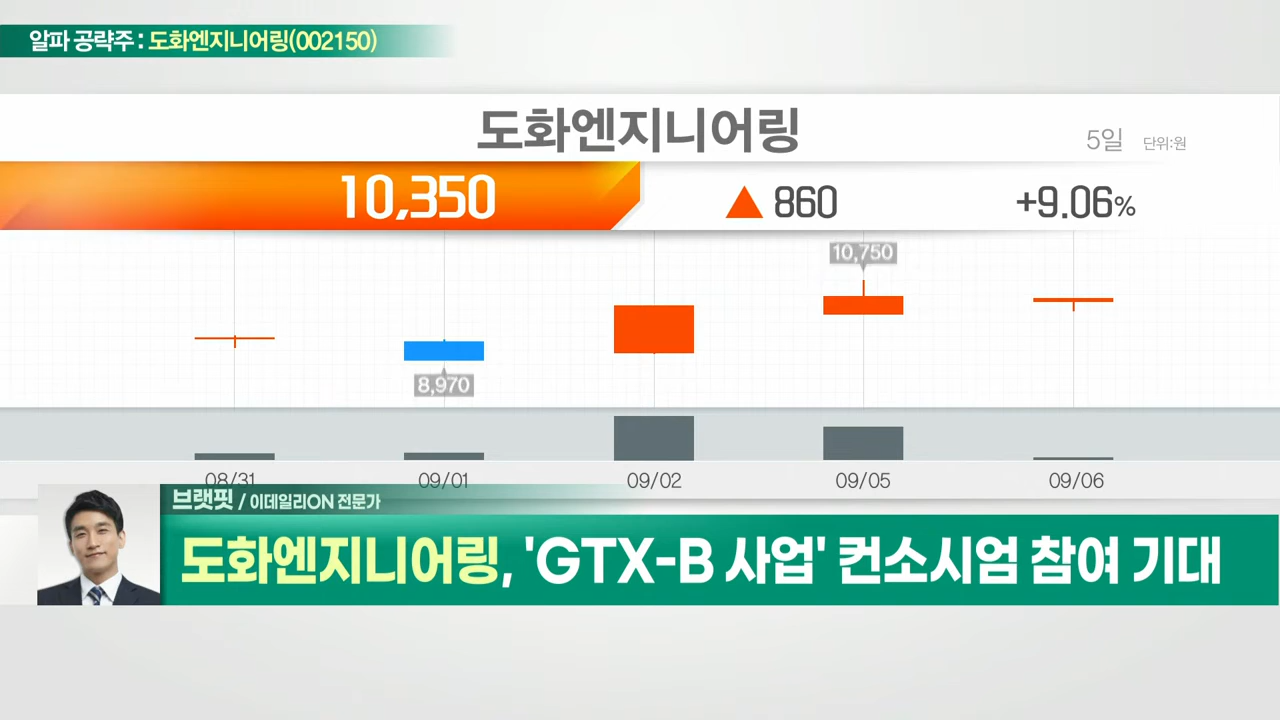 알파 공략주 : 도화엔지니어링(002150)
도화엔지니어링
5일 단위:원
10,350 ▲ 860 +9.06%
10,750
8,970
08/31 09/01 09/02 09/05 09/06
브랫핏 / 이데일리ON 전문가
도화엔지니어링, 'GTX-B 사업' 컨소시엄 참여 기대